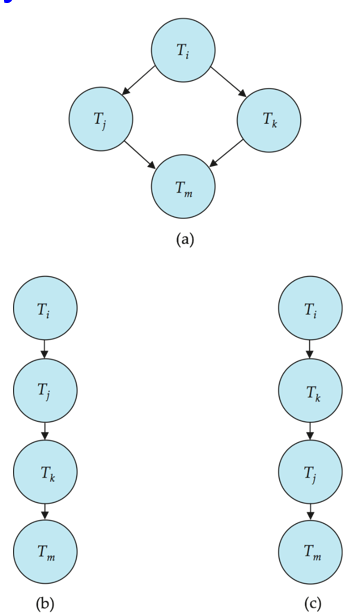 T_i
T_j T_k
T_m
(a)
T_i T_i
T_j T_k
T_k T_j
T_m T_m
(b) (c)